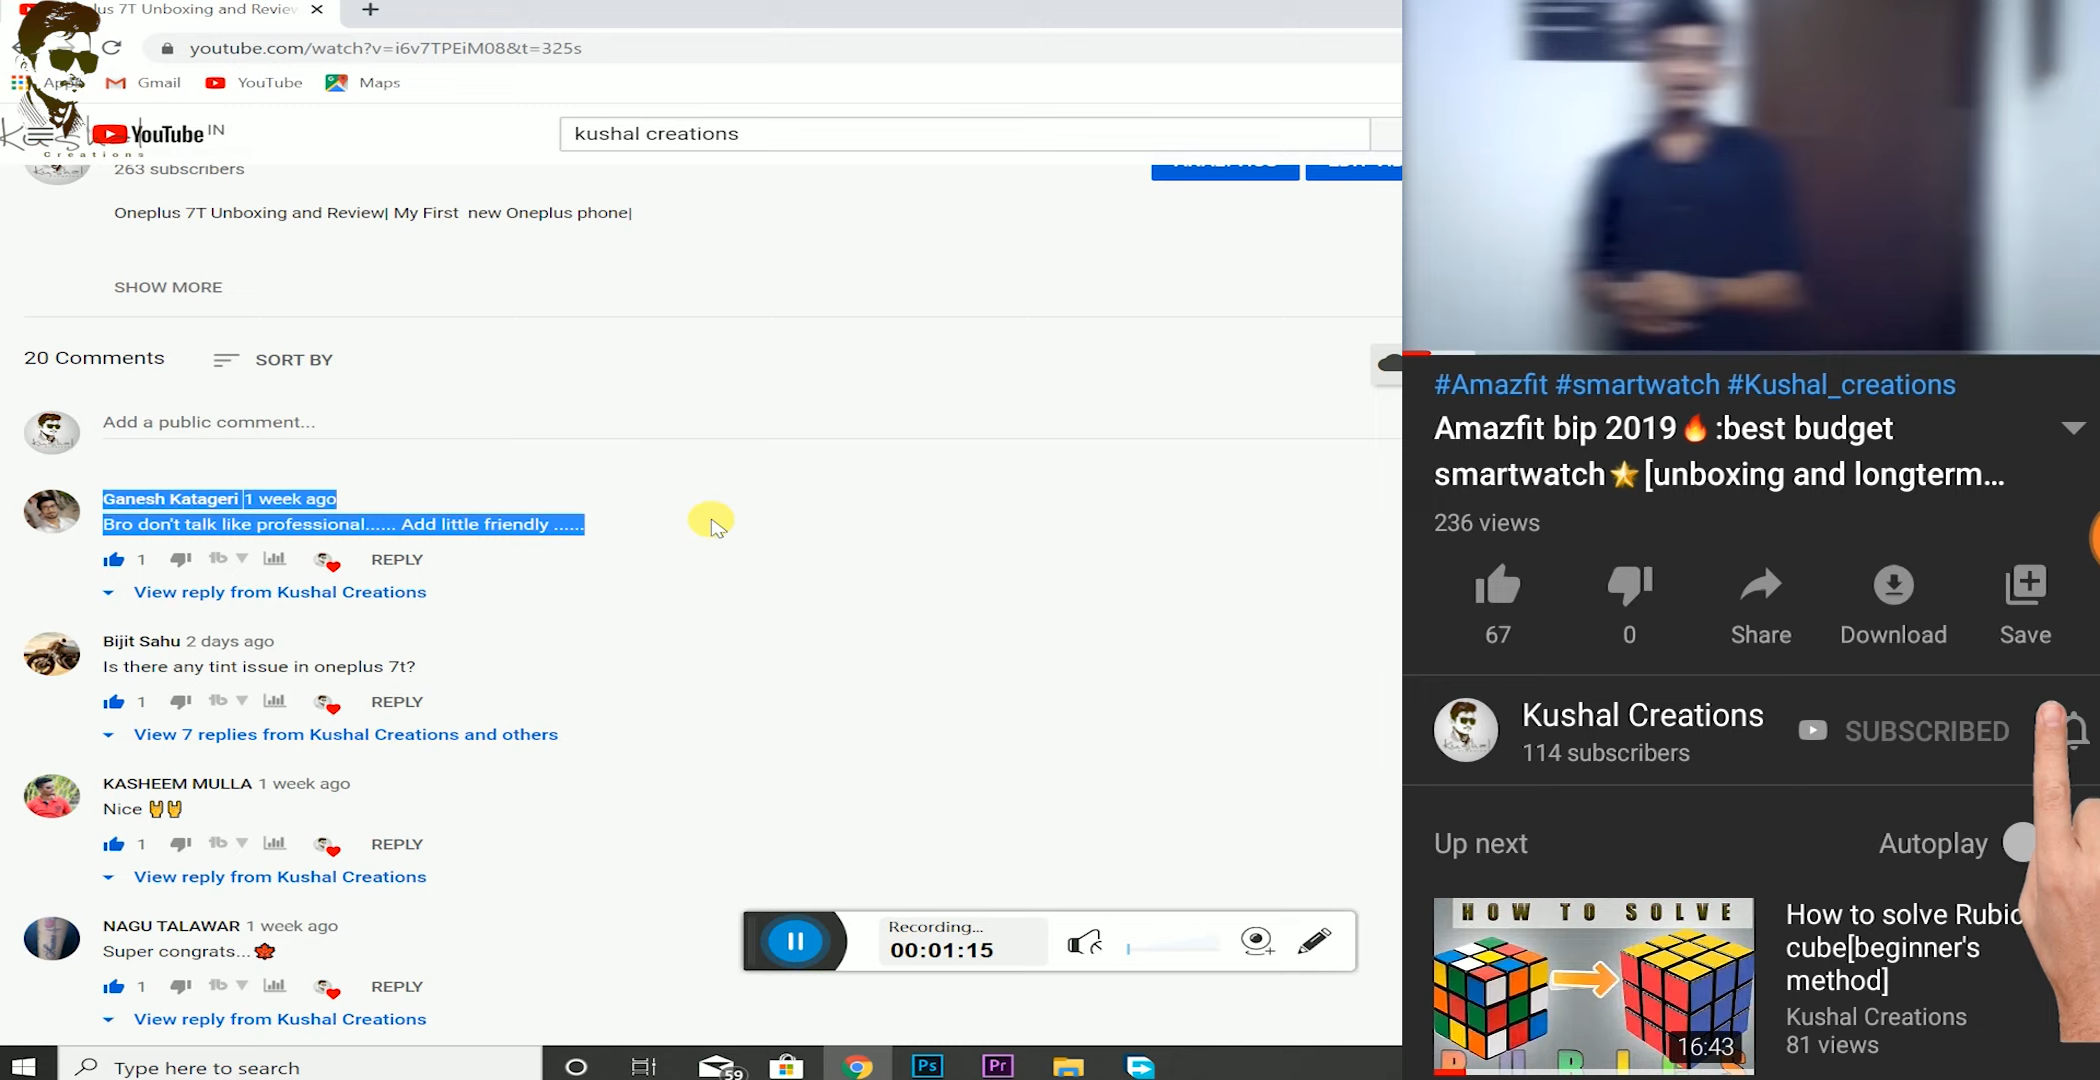 us 7T Unboxing and Review
youtube.com/watch?v=i6v7TPEiM08&t=325s
Gmail
YouTube
Maps
YouTube IN
Creations
kushal creations
263 subscribers
Oneplus 7T Unboxing and Review| My First new Oneplus phone|
SHOW MORE
20 Comments
SORT BY
Add a public comment...
Ganesh Katageri 1 week ago
Bro don't talk like professional...... Add little friendly ......
1 REPLY
View reply from Kushal Creations
Bijit Sahu 2 days ago
Is there any tint issue in oneplus 7t?
1 REPLY
View 7 replies from Kushal Creations and others
KASHEEM MULLA 1 week ago
Nice 🤘🤘
1 REPLY
View reply from Kushal Creations
NAGU TALAWAR 1 week ago
Super congrats...🍁
1 REPLY
View reply from Kushal Creations
Recording...
00:01:15
Type here to search
59
Ps
Pr
#Amazfit #smartwatch #Kushal_creations
Amazfit bip 2019🔥:best budget
smartwatch⭐[unboxing and longterm...
236 views
67
0
Share
Download
Save
Kushal Creations
114 subscribers
SUBSCRIBED
Up next
Autoplay
HOW TO SOLVE
16:43
How to solve Rubic
cube[beginner's
method]
Kushal Creations
81 views